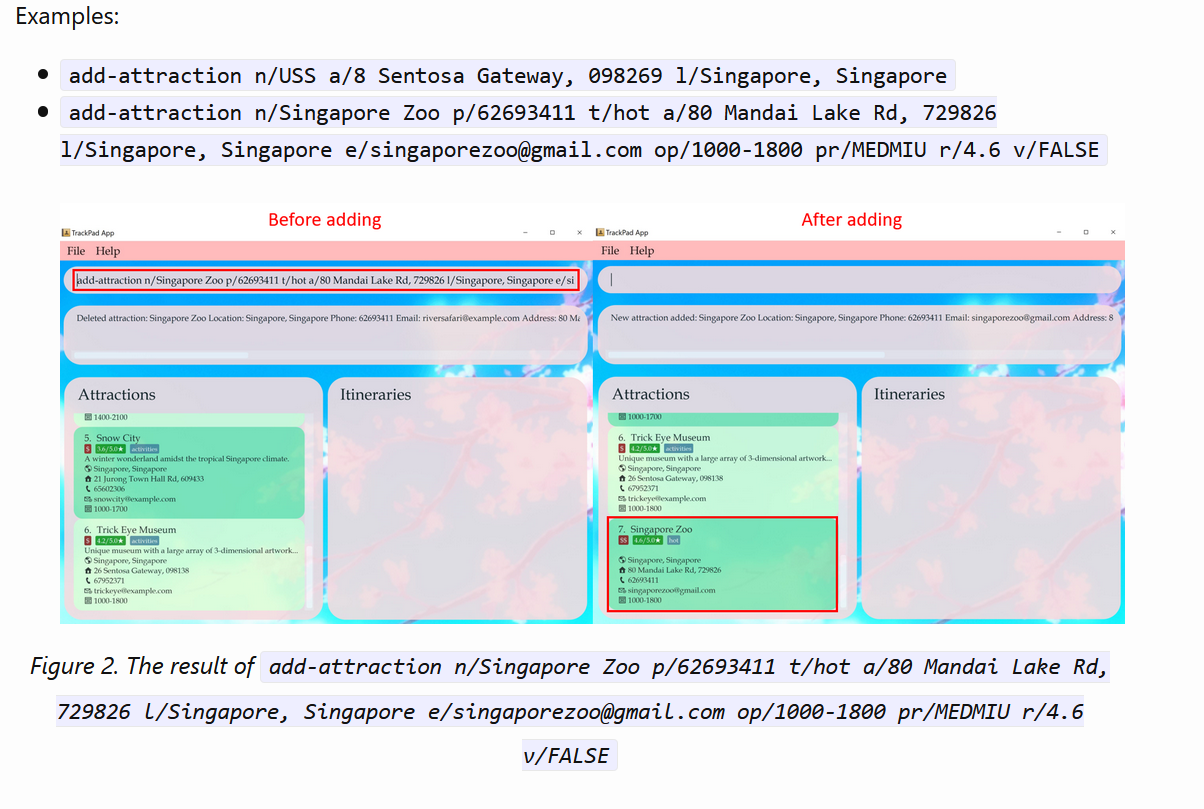 Examples:
add-attraction n/USS a/8 Sentosa Gateway, 098269 l/Singapore, Singapore
add-attraction n/Singapore Zoo p/62693411 t/hot a/80 Mandai Lake Rd, 729826
l/Singapore, Singapore e/singaporezoo@gmail.com op/1000-1800 pr/MEDMIU r/4.6 v/FALSE
Before adding
TrackPad App
File Help
add-attraction n/Singapore Zoo p/62693411 t/hot a/80 Mandai Lake Rd, 729826 l/Singapore, Singapore e/si
Deleted attraction: Singapore Zoo Location: Singapore, Singapore Phone: 62693411 Email: riversafari@example.com Address: 80 Ma
Attractions
1400-2100
5. Snow City
$ 3.6/5.0★ activities
A winter wonderland amidst the tropical Singapore climate.
Singapore, Singapore
21 Jurong Town Hall Rd, 609433
65602306
snowcity@example.com
1000-1700
6. Trick Eye Museum
$ 4.2/5.0★ activities
Unique museum with a large array of 3-dimensional artwork...
Singapore, Singapore
26 Sentosa Gateway, 098138
67952371
trickeye@example.com
1000-1800
Itineraries
After adding
TrackPad App
File Help
New attraction added: Singapore Zoo Location: Singapore, Singapore Phone: 62693411 Email: singaporezoo@gmail.com Address: 8
Attractions
1000-1700
6. Trick Eye Museum
$ 4.2/5.0★ activities
Unique museum with a large array of 3-dimensional artwork...
Singapore, Singapore
26 Sentosa Gateway, 098138
67952371
trickeye@example.com
1000-1800
7. Singapore Zoo
$$ 4.6/5.0★ hot
Singapore, Singapore
80 Mandai Lake Rd, 729826
62693411
singaporezoo@gmail.com
1000-1800
Itineraries
Figure 2. The result of add-attraction n/Singapore Zoo p/62693411 t/hot a/80 Mandai Lake Rd,
729826 l/Singapore, Singapore e/singaporezoo@gmail.com op/1000-1800 pr/MEDMIU r/4.6
v/FALSE